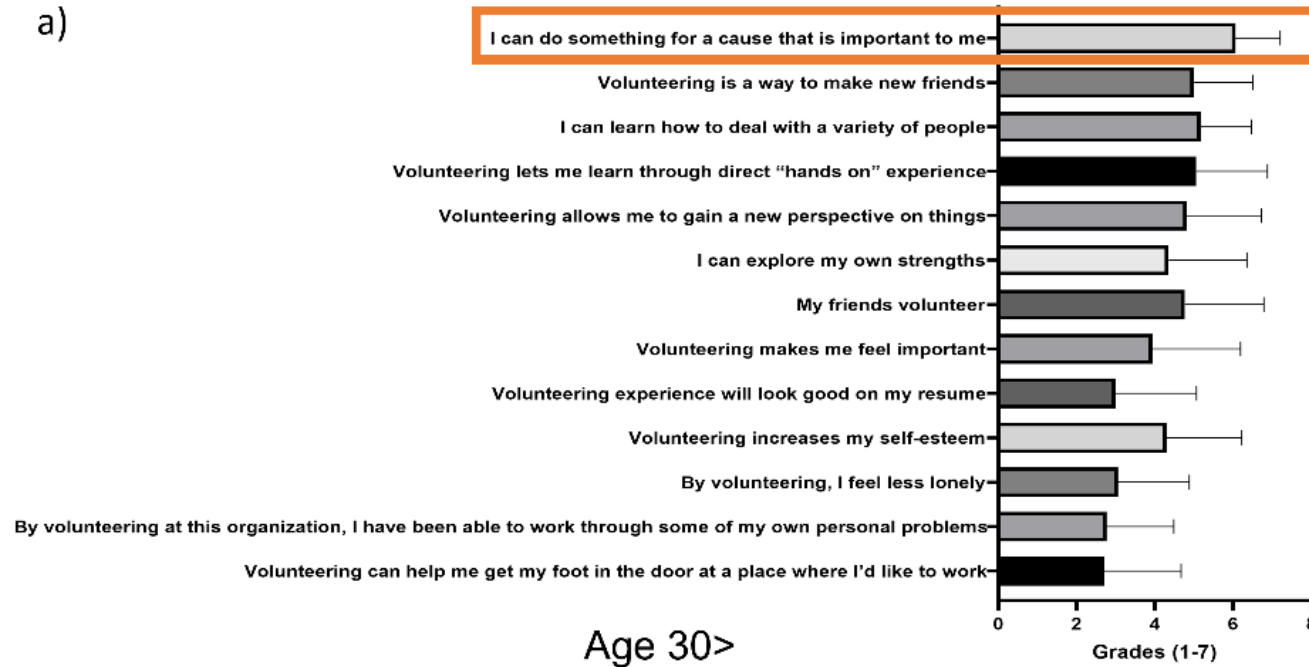 a)
I can do something for a cause that is important to me
Volunteering is a way to make new friends
I can learn how to deal with a variety of people
Volunteering lets me learn through direct “hands on” experience
Volunteering allows me to gain a new perspective on things
I can explore my own strengths
My friends volunteer
Volunteering makes me feel important
Volunteering experience will look good on my resume
Volunteering increases my self-esteem
By volunteering, I feel less lonely
By volunteering at this organization, I have been able to work through some of my own personal problems
Volunteering can help me get my foot in the door at a place where I’d like to work
0 2 4 6 8
Grades (1-7)
Age 30>